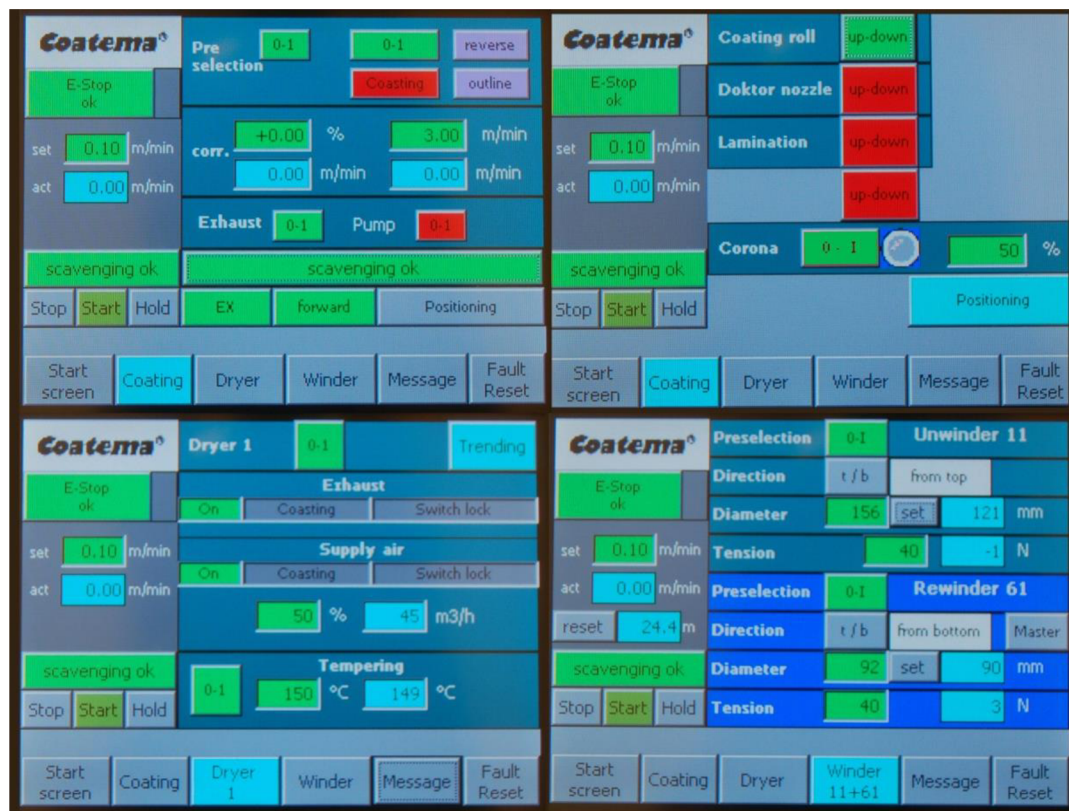 Coatema®
Pre selection 0-1 0-1 reverse
E-Stop ok
Coasting outline
set 0.10 m/min
corr. +0.00 % 3.00 m/min
act 0.00 m/min
0.00 m/min 0.00 m/min
Exhaust 0-1 Pump 0-1
scavenging ok scavenging ok
Stop Start Hold EX forward Positioning
Start screen Coating Dryer Winder Message Fault Reset
Coatema®
Coating roll up-down
E-Stop ok
Doktor nozzle up-down
set 0.10 m/min
Lamination up-down
act 0.00 m/min
up-down
Corona 0 - I 50 %
scavenging ok
Stop Start Hold
Positioning
Start screen Coating Dryer Winder Message Fault Reset
Coatema®
Dryer 1 0-1 Trending
E-Stop ok
Exhaust
On Coasting Switch lock
set 0.10 m/min
Supply air
act 0.00 m/min
On Coasting Switch lock
50 % 45 m3/h
scavenging ok
Tempering
0-1 150 °C 149 °C
Stop Start Hold
Start screen Coating Dryer 1 Winder Message Fault Reset
Coatema®
Preselection 0-I Unwinder 11
E-Stop ok
Direction t / b from top
Diameter 156 set 121 mm
set 0.10 m/min
Tension 40 -1 N
act 0.00 m/min
Preselection 0-I Rewinder 61
reset 24.4 m
Direction t / b from bottom Master
scavenging ok
Diameter 92 set 90 mm
Stop Start Hold
Tension 40 3 N
Start screen Coating Dryer Winder 11+61 Message Fault Reset